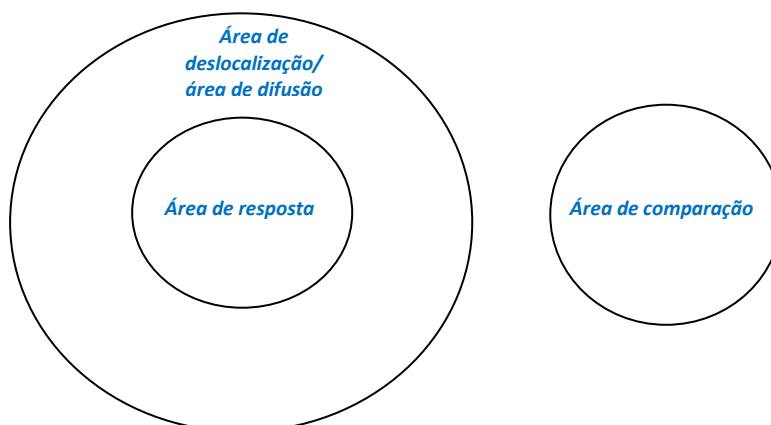 Área de
deslocalização/
área de difusão
Área de resposta
Área de comparação